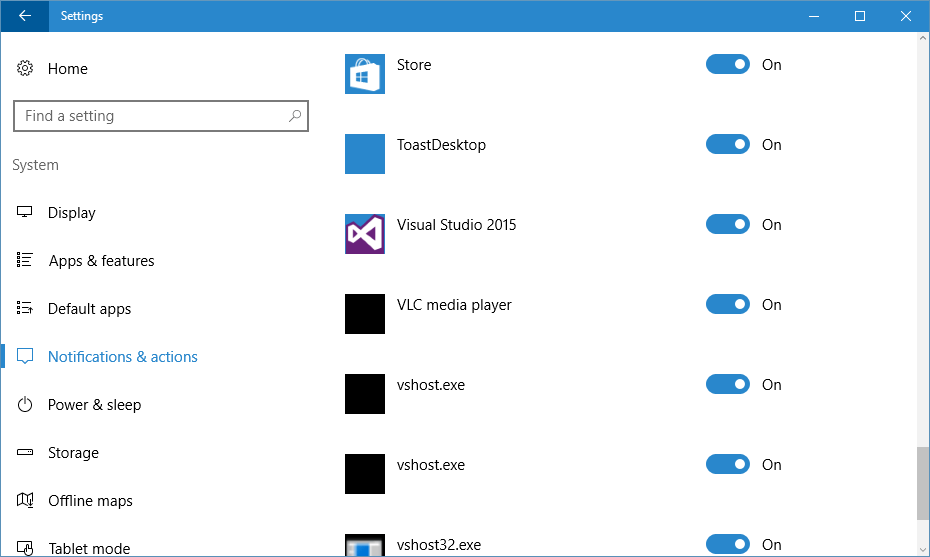 Settings
Home
Find a setting
System
Display
Apps & features
Default apps
Notifications & actions
Power & sleep
Storage
Offline maps
Tablet mode
Store On
ToastDesktop On
Visual Studio 2015 On
VLC media player On
vshost.exe On
vshost.exe On
vshost32.exe On